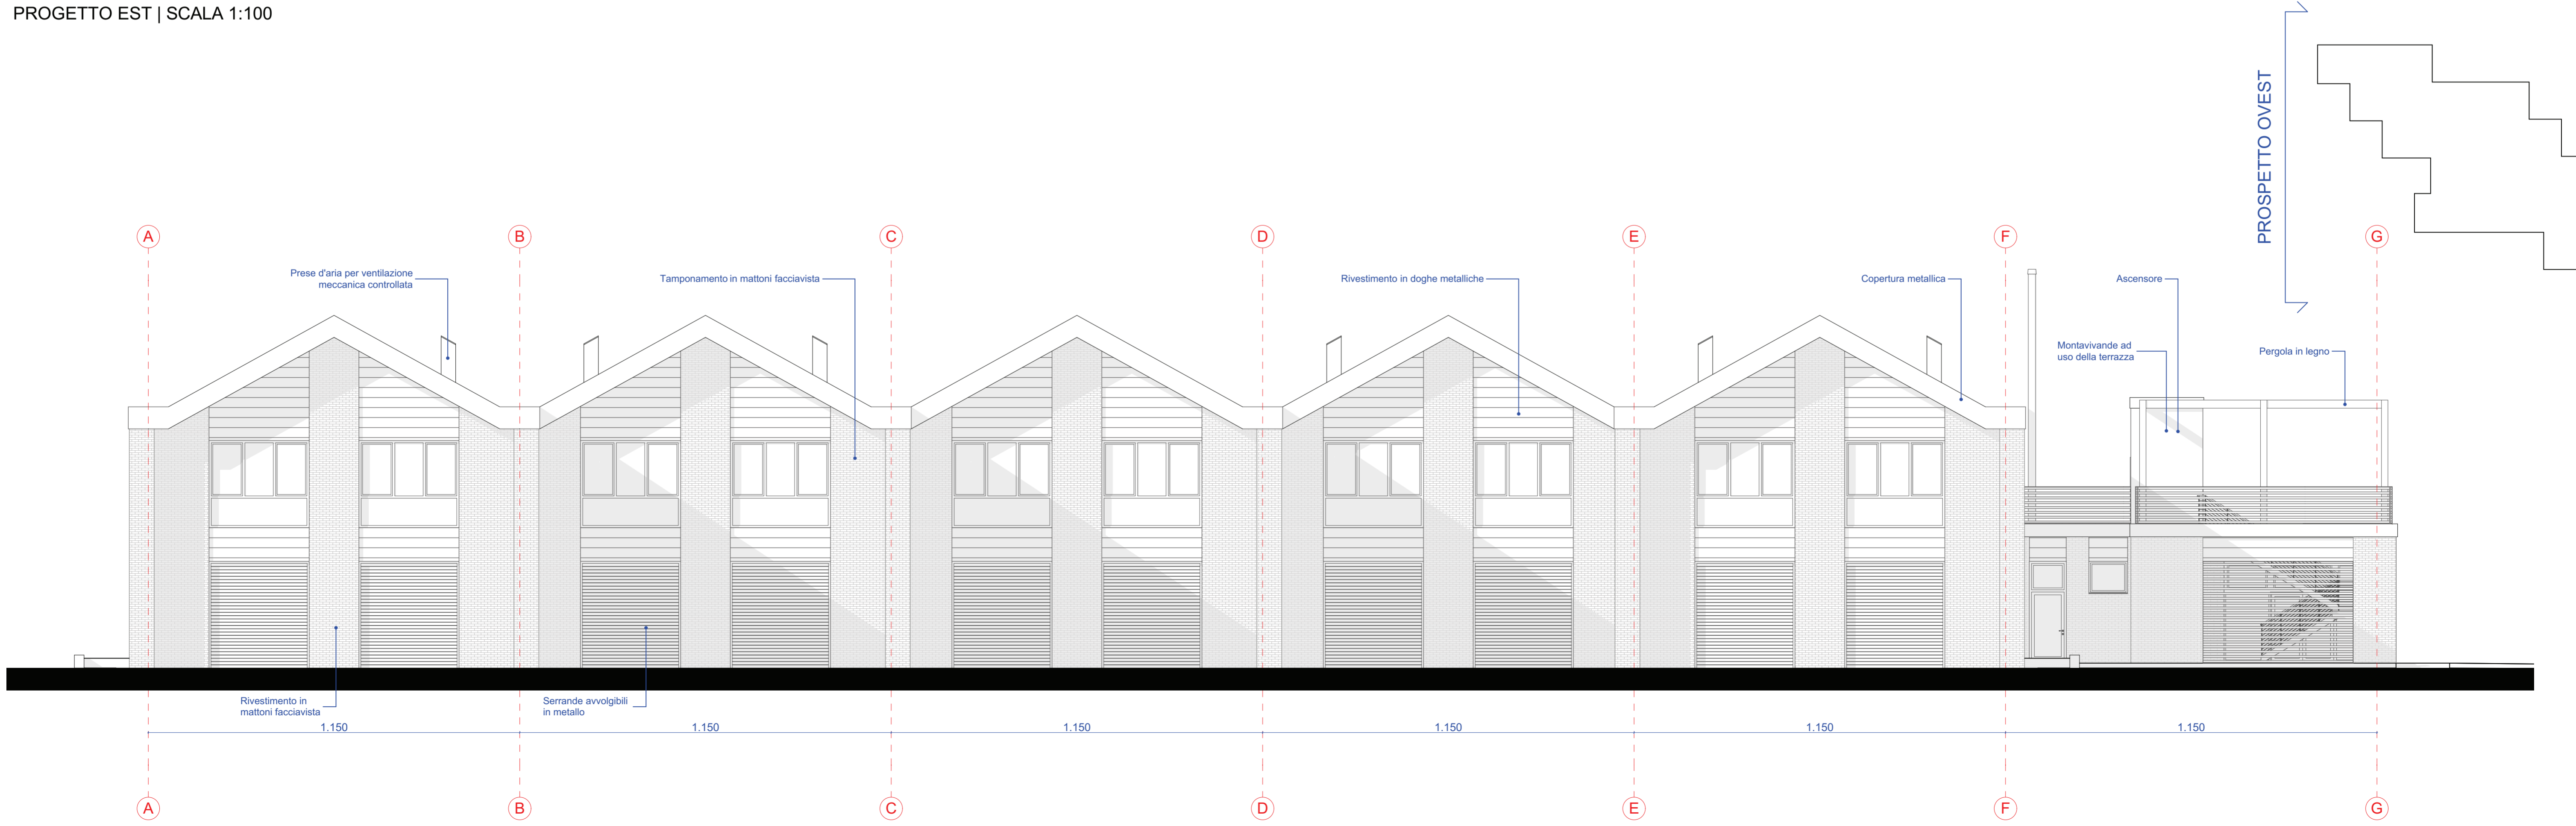 PROGETTO EST | SCALA 1:100
PROSPETTO OVEST
A
B
C
D
E
F
G
Prese d'aria per ventilazione
meccanica controllata
Tamponamento in mattoni facciavista
Rivestimento in doghe metalliche
Copertura metallica
Ascensore
Montavivande ad
uso della terrazza
Pergola in legno
Rivestimento in
mattoni facciavista
Serrande avvolgibili
in metallo
1.150
1.150
1.150
1.150
1.150
1.150
A
B
C
D
E
F
G